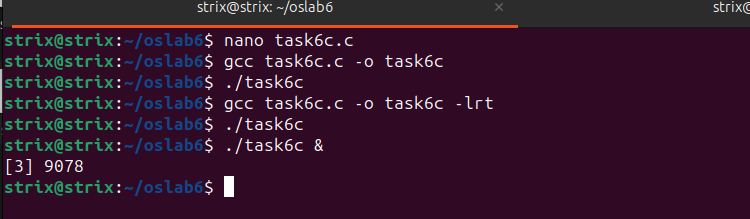 strix@strix: ~/oslab6 × strix@s
strix@strix:~/oslab6$ nano task6c.c
strix@strix:~/oslab6$ gcc task6c.c -o task6c
strix@strix:~/oslab6$ ./task6c
strix@strix:~/oslab6$ gcc task6c.c -o task6c -lrt
strix@strix:~/oslab6$ ./task6c
strix@strix:~/oslab6$ ./task6c &
[3] 9078
strix@strix:~/oslab6$